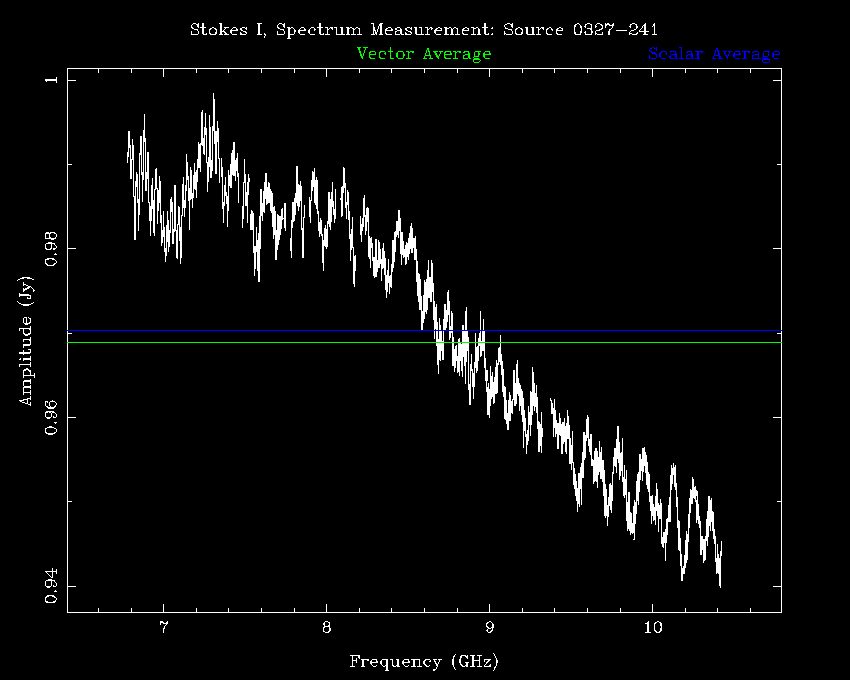 Stokes I, Spectrum Measurement: Source 0327-241
Vector Average Scalar Average
1
0.98
0.96
0.94
Amplitude (Jy)
7 8 9 10
Frequency (GHz)